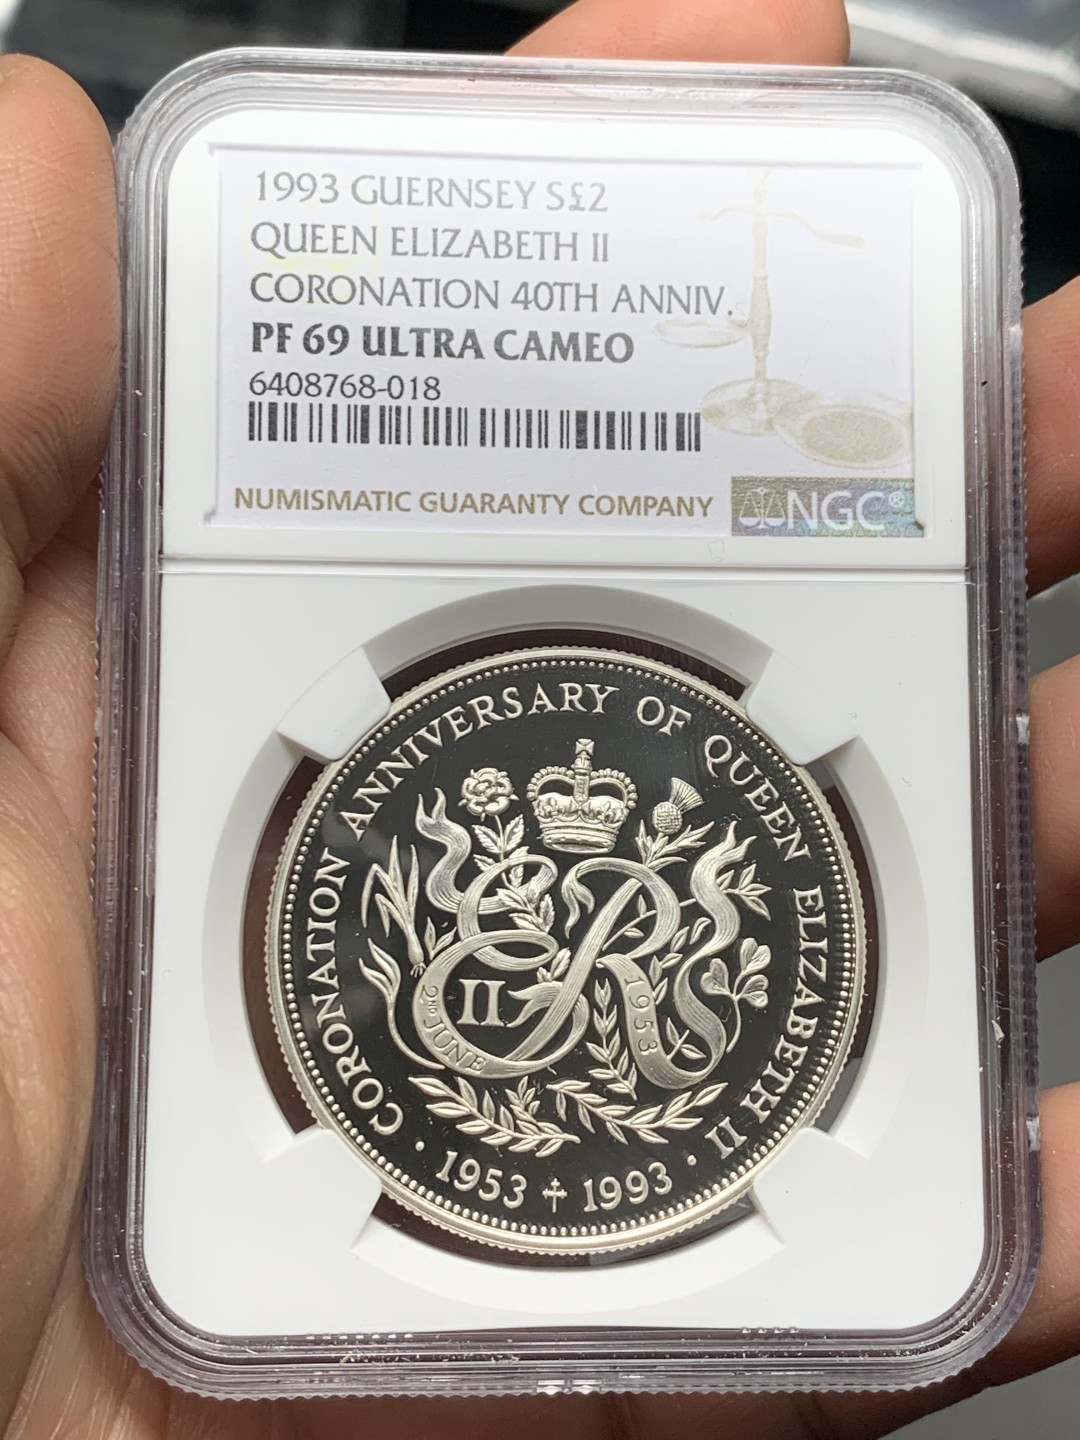 1993 GUERNSEY S£2
QUEEN ELIZABETH II
CORONATION 40TH ANNIV.
PF 69 ULTRA CAMEO
6408768-018
NUMISMATIC GUARANTY COMPANY
NGC®
CORONATION ANNIVERSARY OF QUEEN ELIZABETH II
II
2ND JUNE
1953
· 1953 ✝ 1993 ·